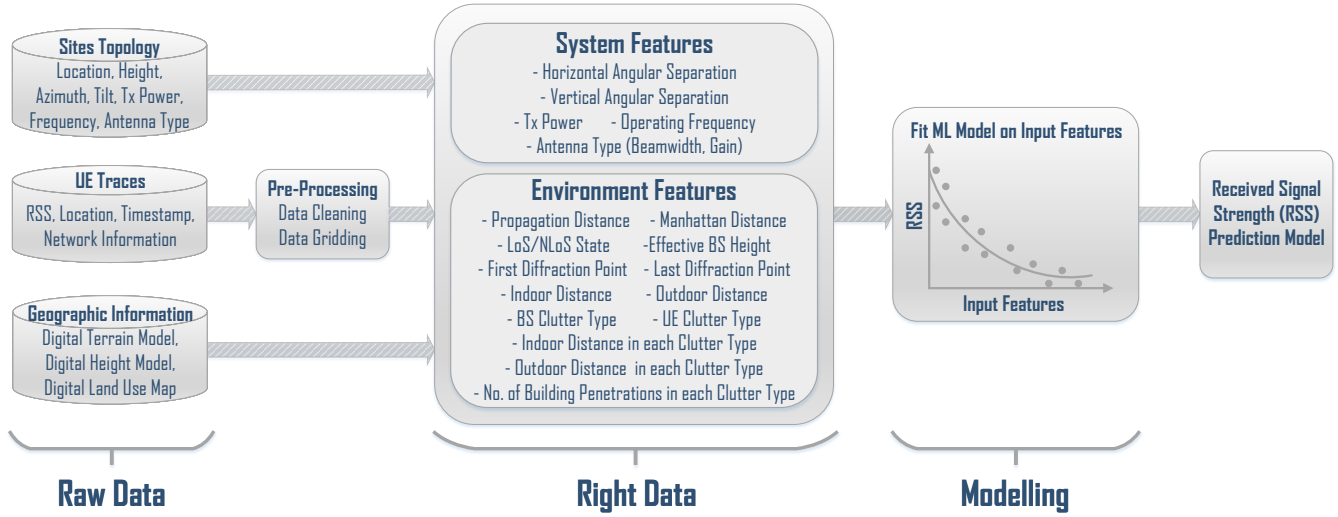 Sites Topology
Location, Height,
Azimuth, Tilt, Tx Power,
Frequency, Antenna Type
UE Traces
RSS, Location, Timestamp,
Network Information
Geographic Information
Digital Terrain Model,
Digital Height Model,
Digital Land Use Map
Pre-Processing
Data Cleaning
Data Gridding
System Features
- Horizontal Angular Separation
- Vertical Angular Separation
- Tx Power - Operating Frequency
- Antenna Type (Beamwidth, Gain)
Environment Features
- Propagation Distance - Manhattan Distance
- LoS/NLoS State -Effective BS Height
- First Diffraction Point - Last Diffraction Point
- Indoor Distance - Outdoor Distance
- BS Clutter Type - UE Clutter Type
- Indoor Distance in each Clutter Type
- Outdoor Distance in each Clutter Type
- No. of Building Penetrations in each Clutter Type
Fit ML Model on Input Features
RSS
Input Features
Received Signal
Strength (RSS)
Prediction Model
Raw Data
Right Data
Modelling